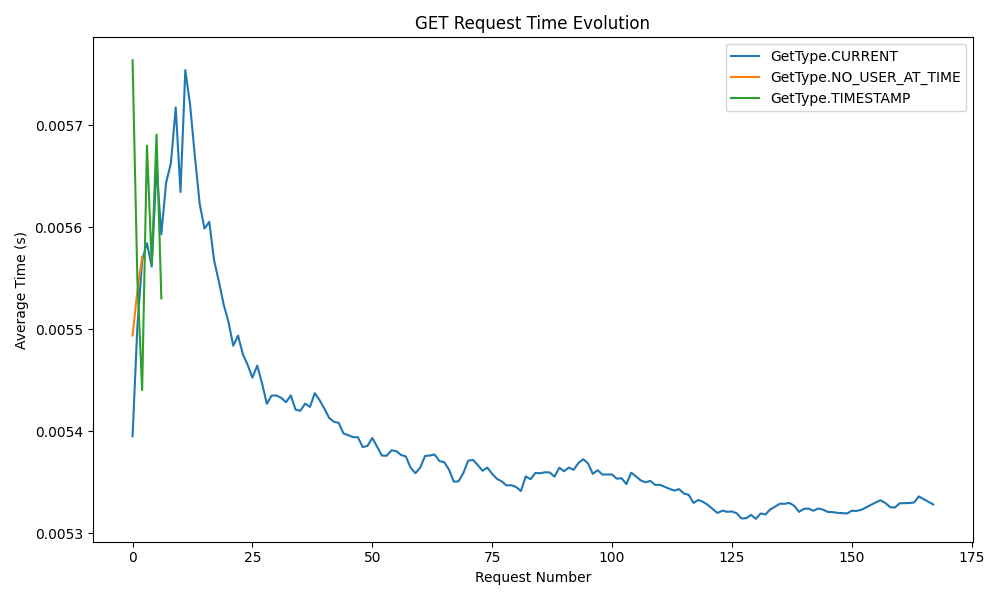 GET Request Time Evolution
GetType.CURRENT
GetType.NO_USER_AT_TIME
GetType.TIMESTAMP
Average Time (s)
0.0057
0.0056
0.0055
0.0054
0.0053
0 25 50 75 100 125 150 175
Request Number